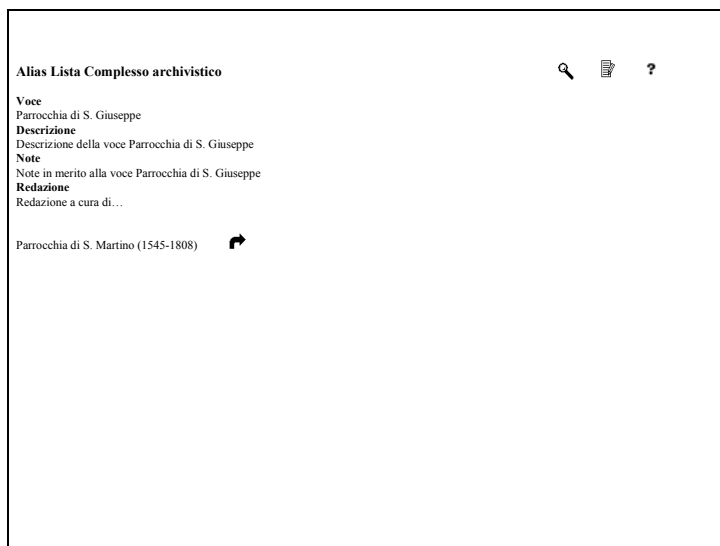 Alias Lista Complesso archivistico
?
Voce
Parrocchia di S. Giuseppe
Descrizione
Descrizione della voce Parrocchia di S. Giuseppe
Note
Note in merito alla voce Parrocchia di S. Giuseppe
Redazione
Redazione a cura di…
Parrocchia di S. Martino (1545-1808)